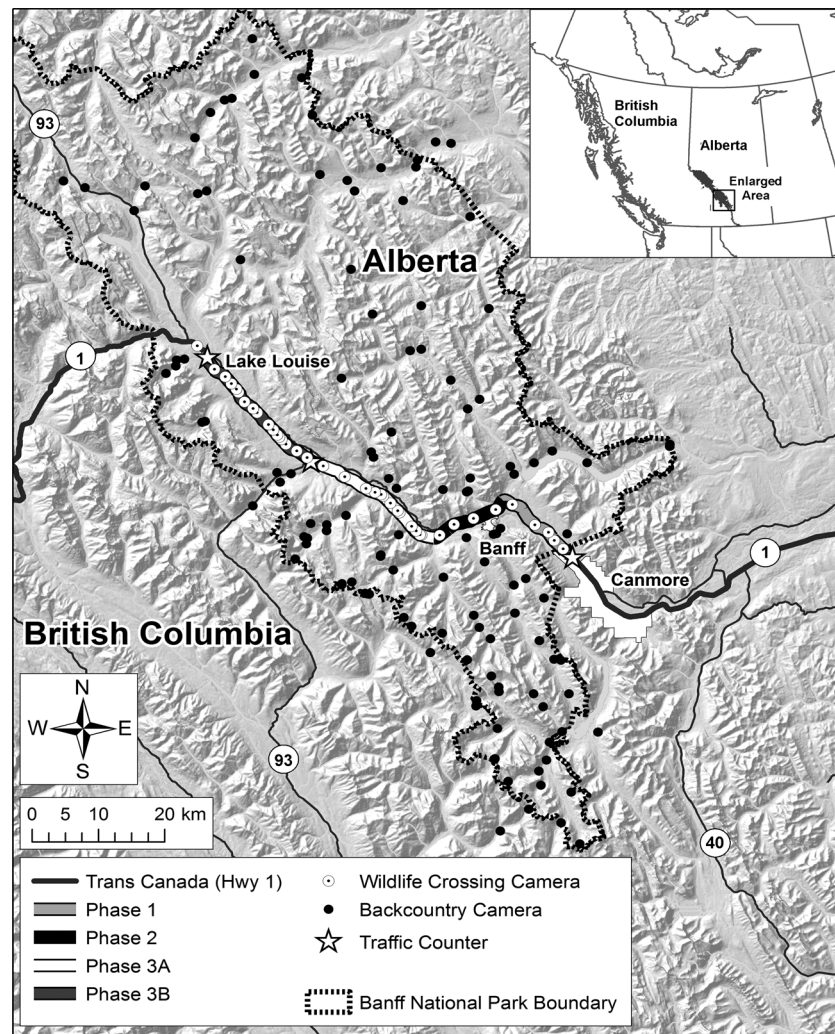 British
Columbia
Alberta
Enlarged
Area
93
Alberta
1
Lake Louise
Banff
1
Canmore
British Columbia
N
W E
S
93
0 5 10 20 km
40
Trans Canada (Hwy 1)
Phase 1
Phase 2
Phase 3A
Phase 3B
Wildlife Crossing Camera
Backcountry Camera
Traffic Counter
Banff National Park Boundary